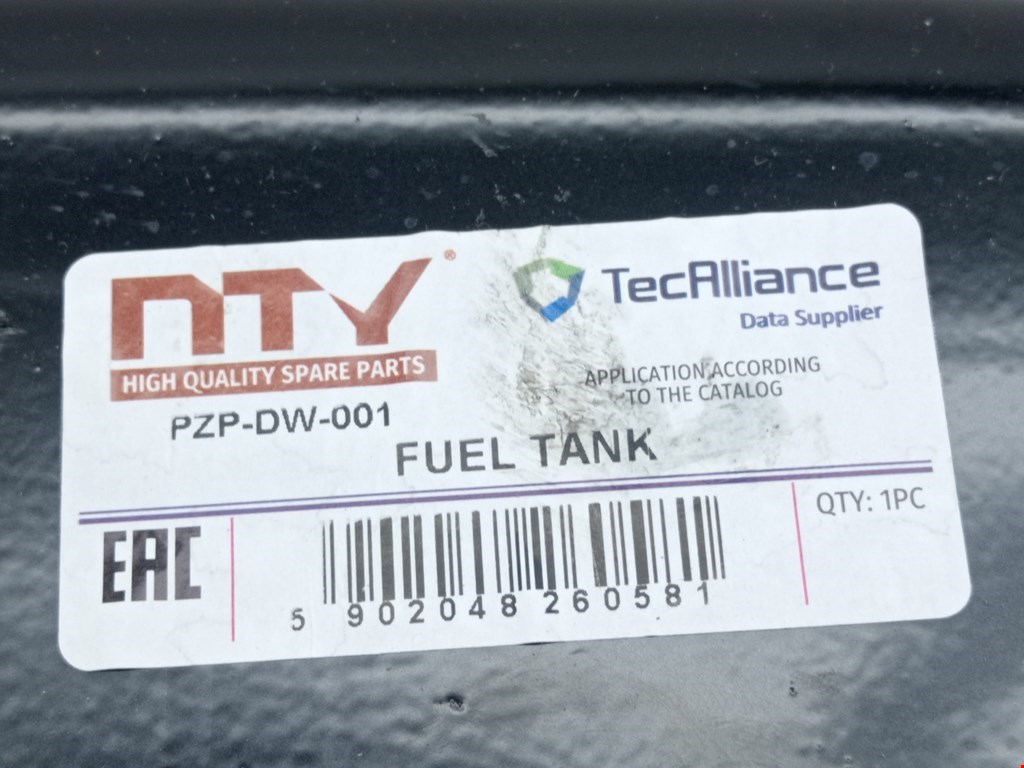 NTY®
HIGH QUALITY SPARE PARTS
PZP-DW-001
TecAlliance
Data Supplier
APPLICATION ACCORDING
TO THE CATALOG
FUEL TANK
EAC
5 902048 260581
QTY: 1PC